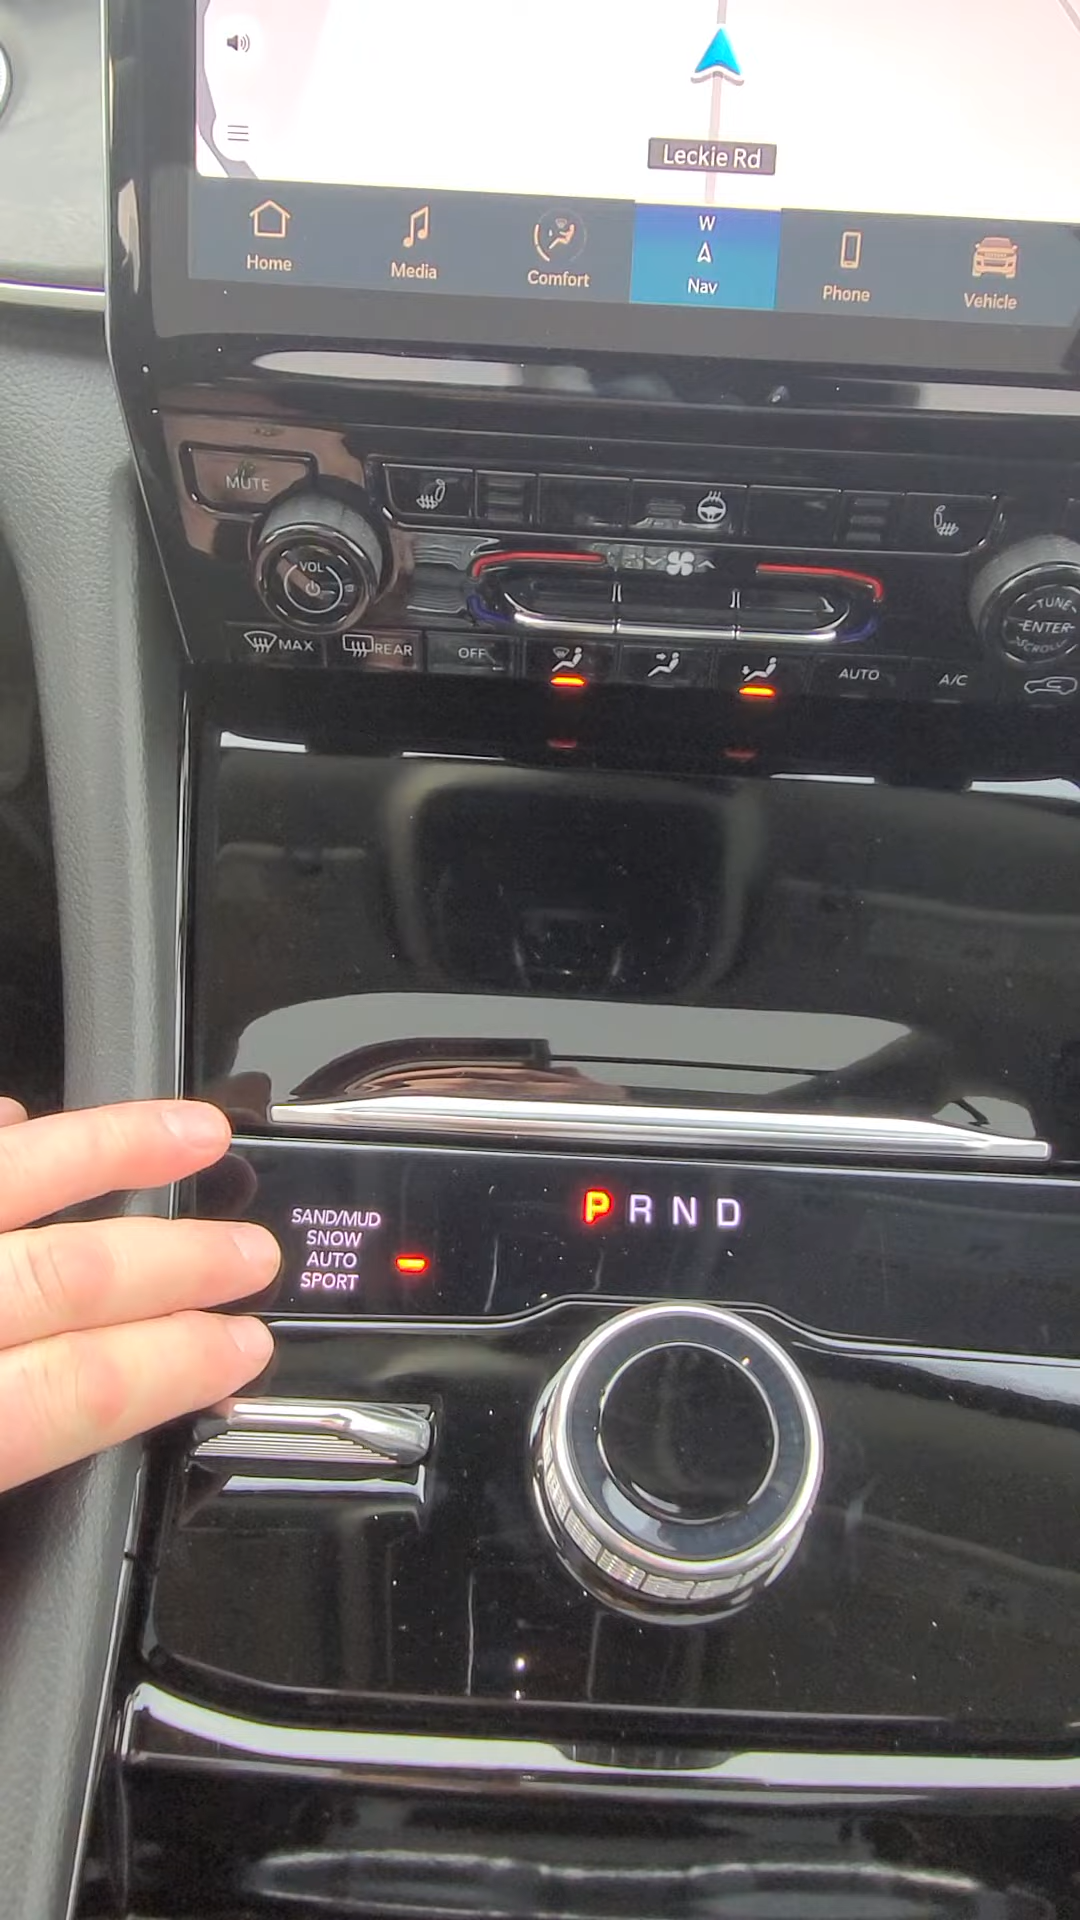 Leckie Rd
Home
Media
Comfort
W
Nav
Phone
Vehicle
MUTE
VOL
TUNE
ENTER
SCROLL
MAX
REAR
OFF
AUTO
A/C
P R N D
SAND/MUD
SNOW
AUTO
SPORT